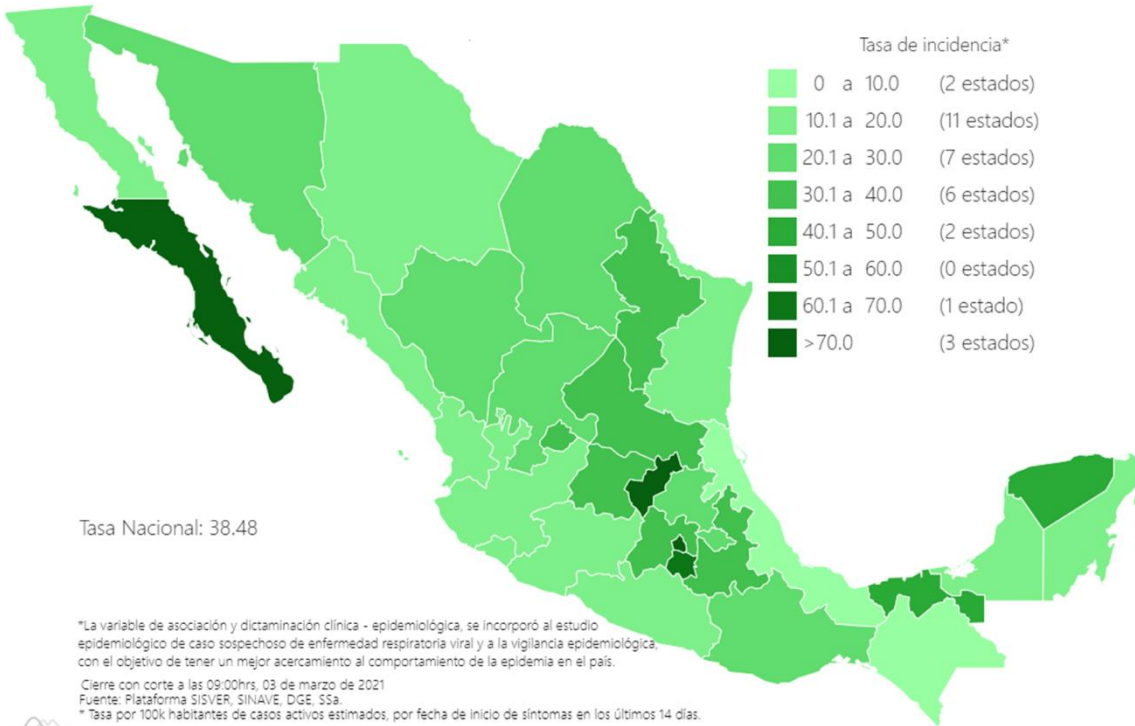 Tasa de incidencia*
0 a 10.0 (2 estados)
10.1 a 20.0 (11 estados)
20.1 a 30.0 (7 estados)
30.1 a 40.0 (6 estados)
40.1 a 50.0 (2 estados)
50.1 a 60.0 (0 estados)
60.1 a 70.0 (1 estado)
>70.0 (3 estados)
Tasa Nacional: 38.48
*La variable de asociación y dictaminación clínica - epidemiológica, se incorporó al estudio
epidemiológico de caso sospechoso de enfermedad respiratoria viral y a la vigilancia epidemiológica,
con el objetivo de tener un mejor acercamiento al comportamiento de la epidemia en el país.
Cierre con corte a las 09:00hrs, 03 de marzo de 2021
Fuente: Plataforma SISVER, SINAVE, DGE, SSa.
* Tasa por 100k habitantes de casos activos estimados, por fecha de inicio de síntomas en los últimos 14 días.